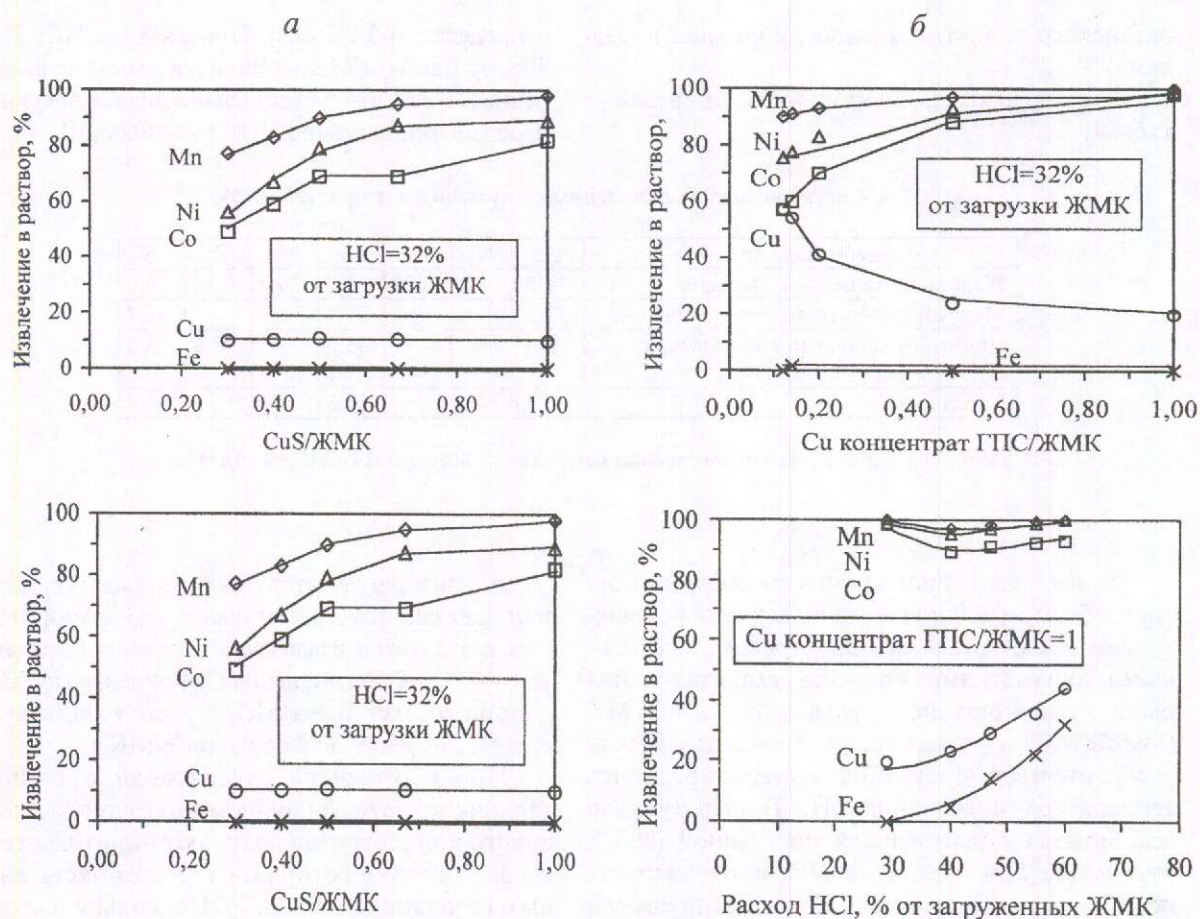 а
Извлечение в раствор, %
100
80
60
40
20
0
Mn
Ni
Co
Cu
Fe
HCl=32%
от загрузки ЖМК
0,00 0,20 0,40 0,60 0,80 1,00
CuS/ЖМК
б
Извлечение в раствор,
100
80
60
40
20
0
Mn
Ni
Co
Cu
Fe
HCl=32%
от загрузки ЖМК
0,00 0,20 0,40 0,60 0,80 1,00
Cu концентрат ГПС/ЖМК
Извлечение в раствор, %
100
80
60
40
20
0
Mn
Ni
Co
Cu
Fe
HCl=32%
от загрузки ЖМК
0,00 0,20 0,40 0,60 0,80 1,00
CuS/ЖМК
Извлечение в раствор, %
100
80
60
40
20
0
Mn
Ni
Co
Cu концентрат ГПС/ЖМК=1
Cu
Fe
0 10 20 30 40 50 60 70 80
Расход HCl, % от загруженных ЖМК